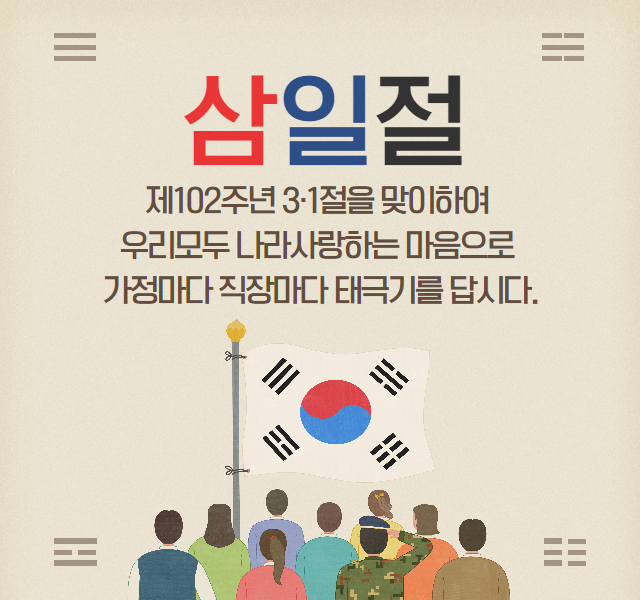 삼일절
제102주년 3·1절을 맞이하여
우리모두 나라사랑하는 마음으로
가정마다 직장마다 태극기를 답시다.